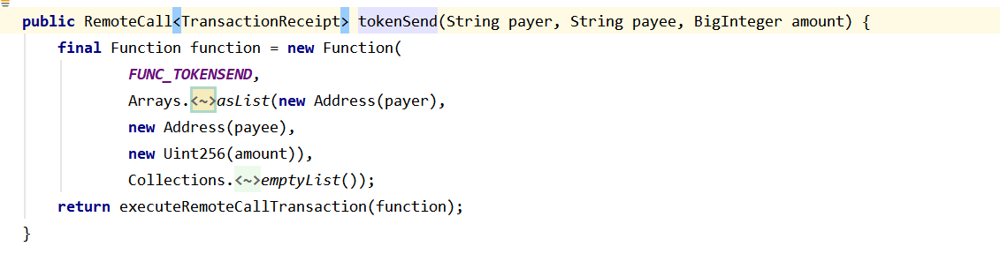 public RemoteCall<TransactionReceipt> tokenSend(String payer, String payee, BigInteger amount) {
final Function function = new Function(
FUNC_TOKENSEND,
Arrays.<~>asList(new Address(payer),
new Address(payee),
new Uint256(amount)),
Collections.<~>emptyList());
return executeRemoteCallTransaction(function);
}